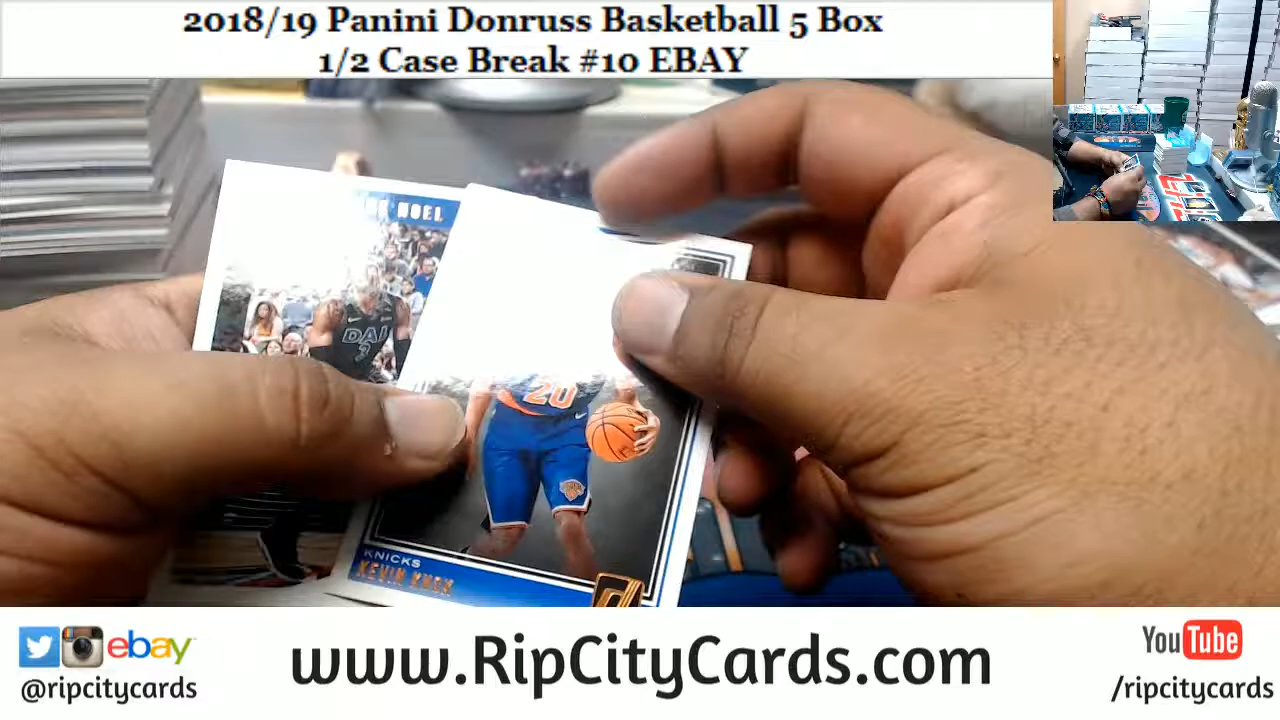 2018/19 Panini Donruss Basketball 5 Box
1/2 Case Break #10 EBAY
NOEL
DAL
3
20
KNICKS
KEVIN KNOX
ebay
@ripcitycards
www.RipCityCards.com
YouTube
/ripcitycards